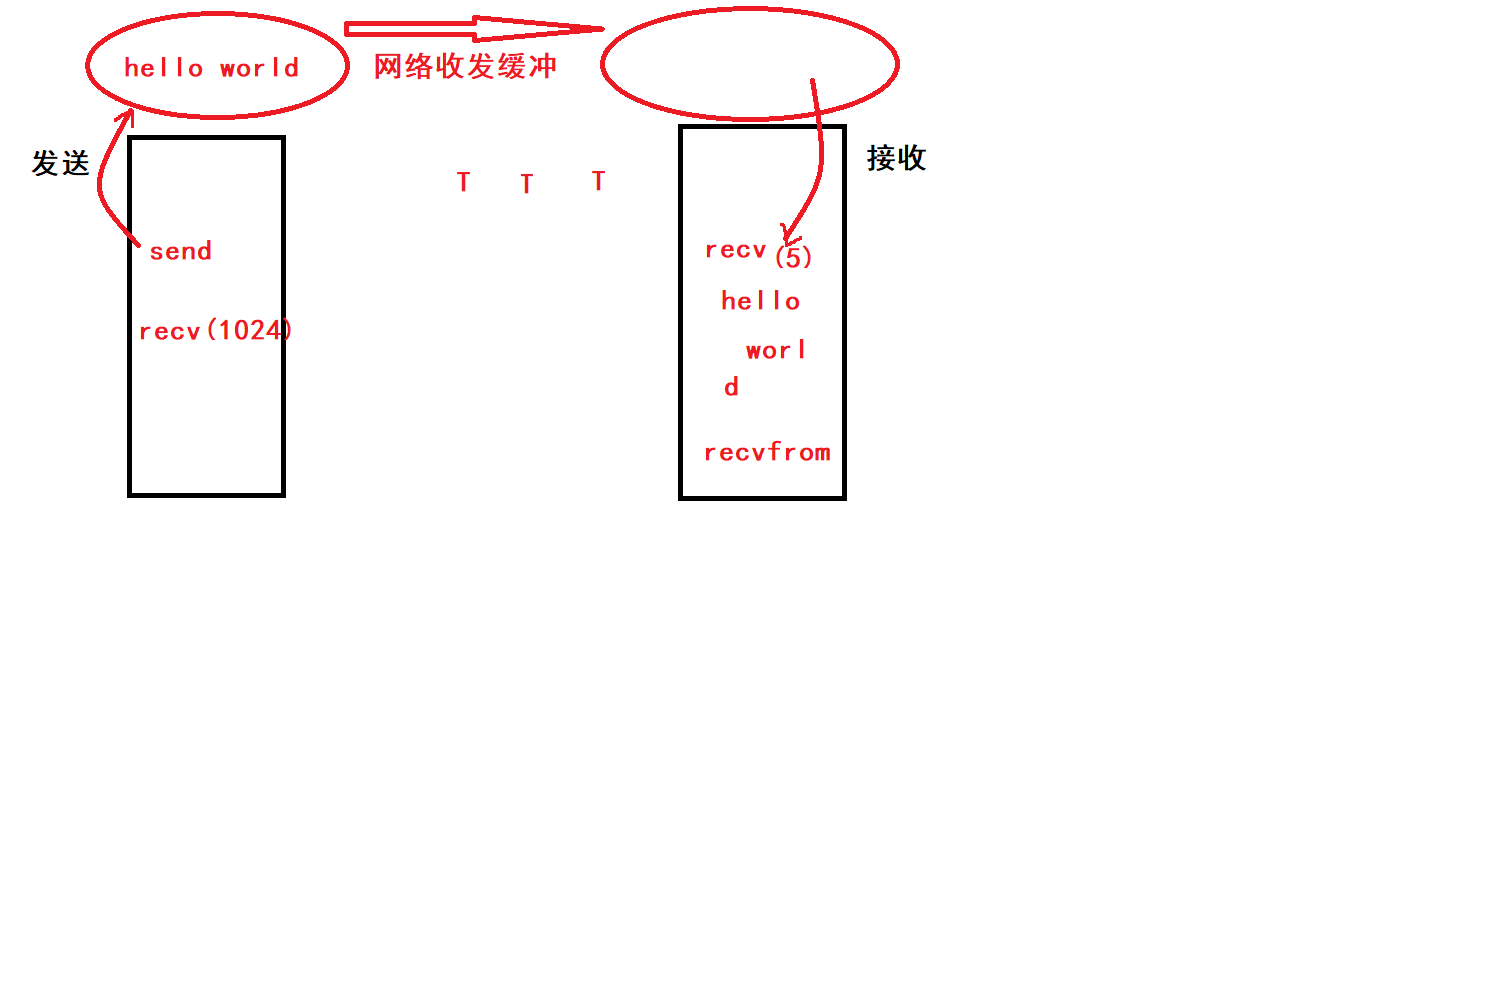 hello world
网络收发缓冲
发送
接收
T T T
send
recv(1024)
recv (5)
hello
worl
d
recvfrom